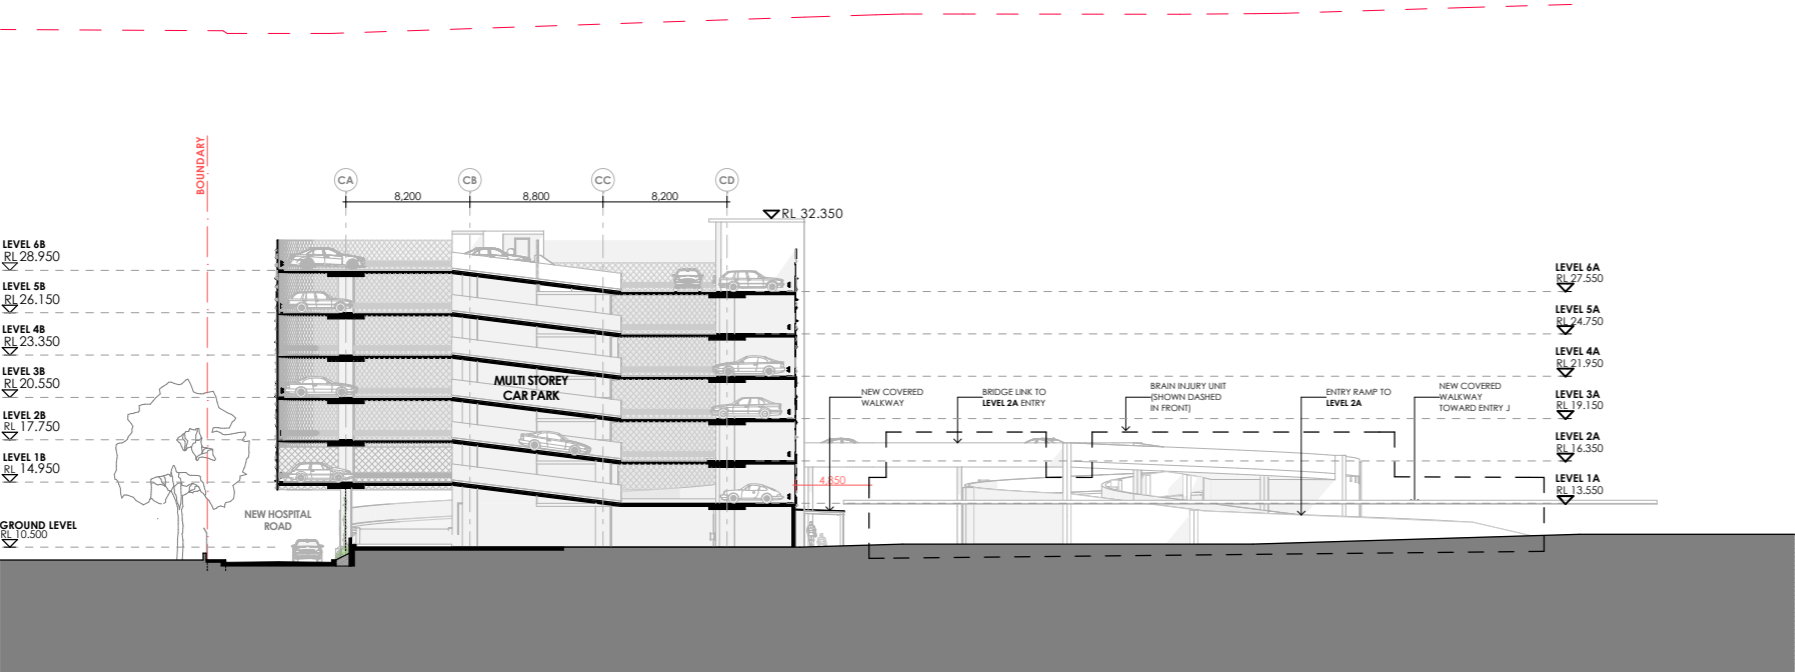 BOUNDARY
CA
CB
CC
CD
8,200
8,800
8,200
RL 32.350
LEVEL 6B
RL 28.950
LEVEL 5B
RL 26.150
LEVEL 4B
RL 23.350
LEVEL 3B
RL 20.550
LEVEL 2B
RL 17.750
LEVEL 1B
RL 14.950
GROUND LEVEL
RL 10.500
NEW HOSPITAL
ROAD
MULTI STOREY
CAR PARK
4,850
NEW COVERED
WALKWAY
BRIDGE LINK TO
LEVEL 2A ENTRY
BRAIN INJURY UNIT
(SHOWN DASHED
IN FRONT)
ENTRY RAMP TO
LEVEL 2A
NEW COVERED
WALKWAY
TOWARD ENTRY J
LEVEL 6A
RL 27.550
LEVEL 5A
RL 24.750
LEVEL 4A
RL 21.950
LEVEL 3A
RL 19.150
LEVEL 2A
RL 16.350
LEVEL 1A
RL 13.550